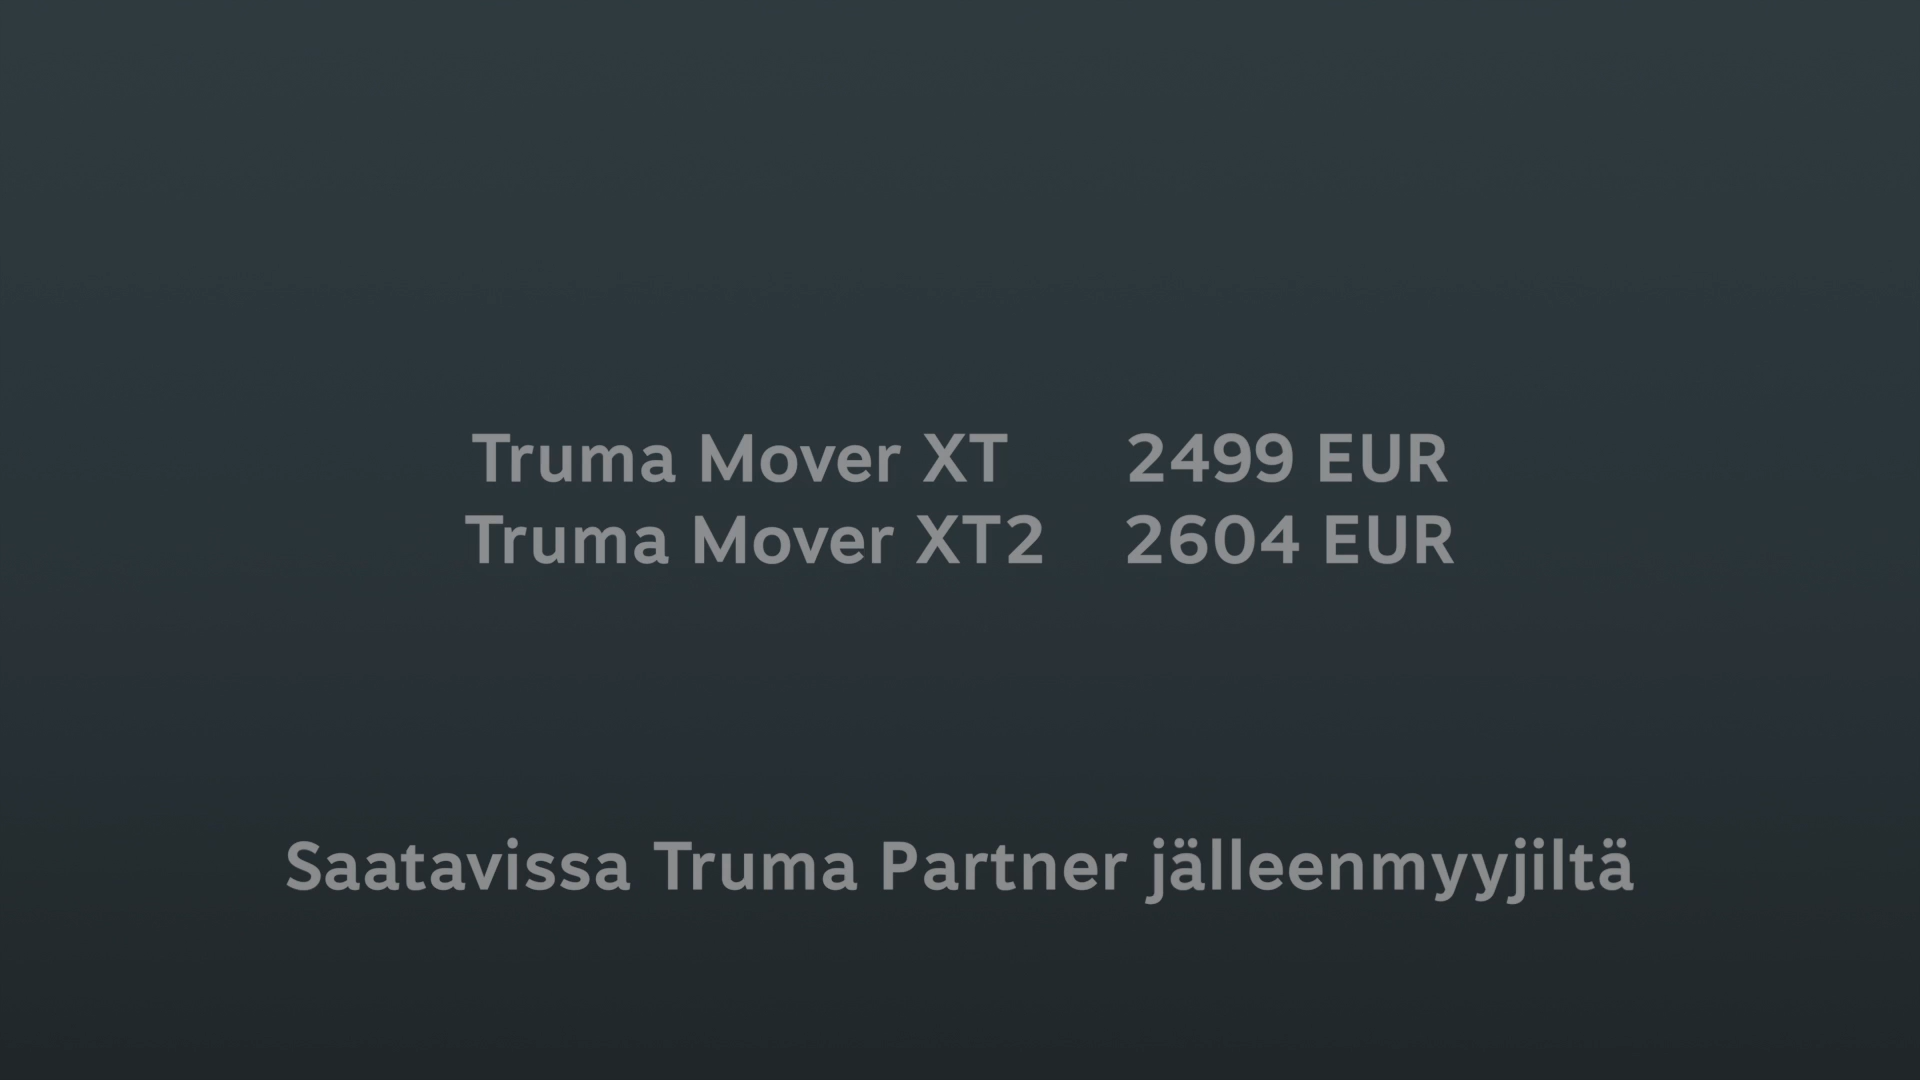 Truma Mover XT 2499 EUR
Truma Mover XT2 2604 EUR
Saatavissa Truma Partner jälleenmyyjiltä